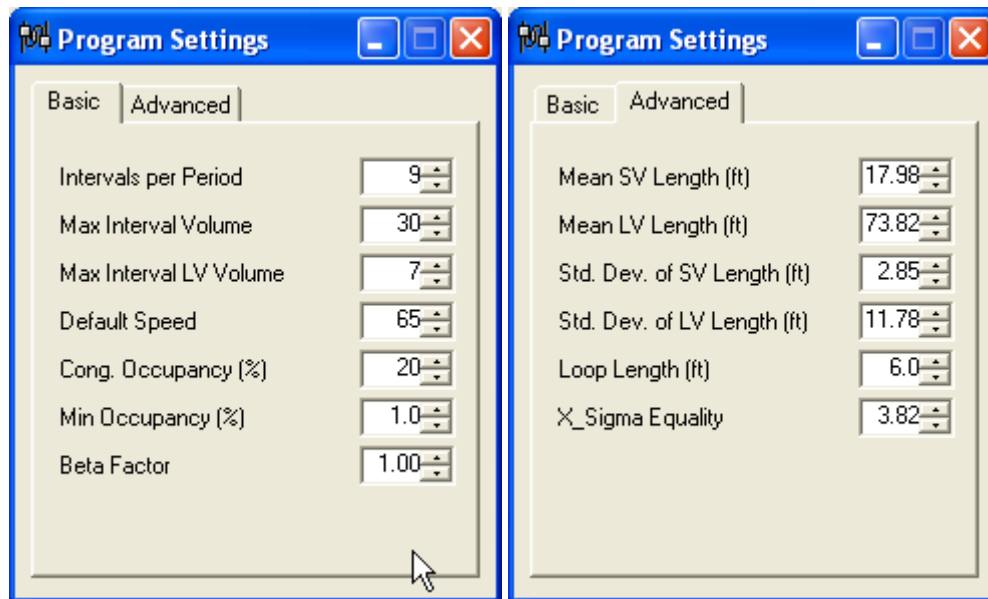 Program Settings
Basic Advanced
Intervals per Period 9
Max Interval Volume 30
Max Interval LV Volume 7
Default Speed 65
Cong. Occupancy (%) 20
Min Occupancy (%) 1.0
Beta Factor 1.00
Program Settings
Basic Advanced
Mean SV Length (ft) 17.98
Mean LV Length (ft) 73.82
Std. Dev. of SV Length (ft) 2.85
Std. Dev. of LV Length (ft) 11.78
Loop Length (ft) 6.0
X_Sigma Equality 3.82